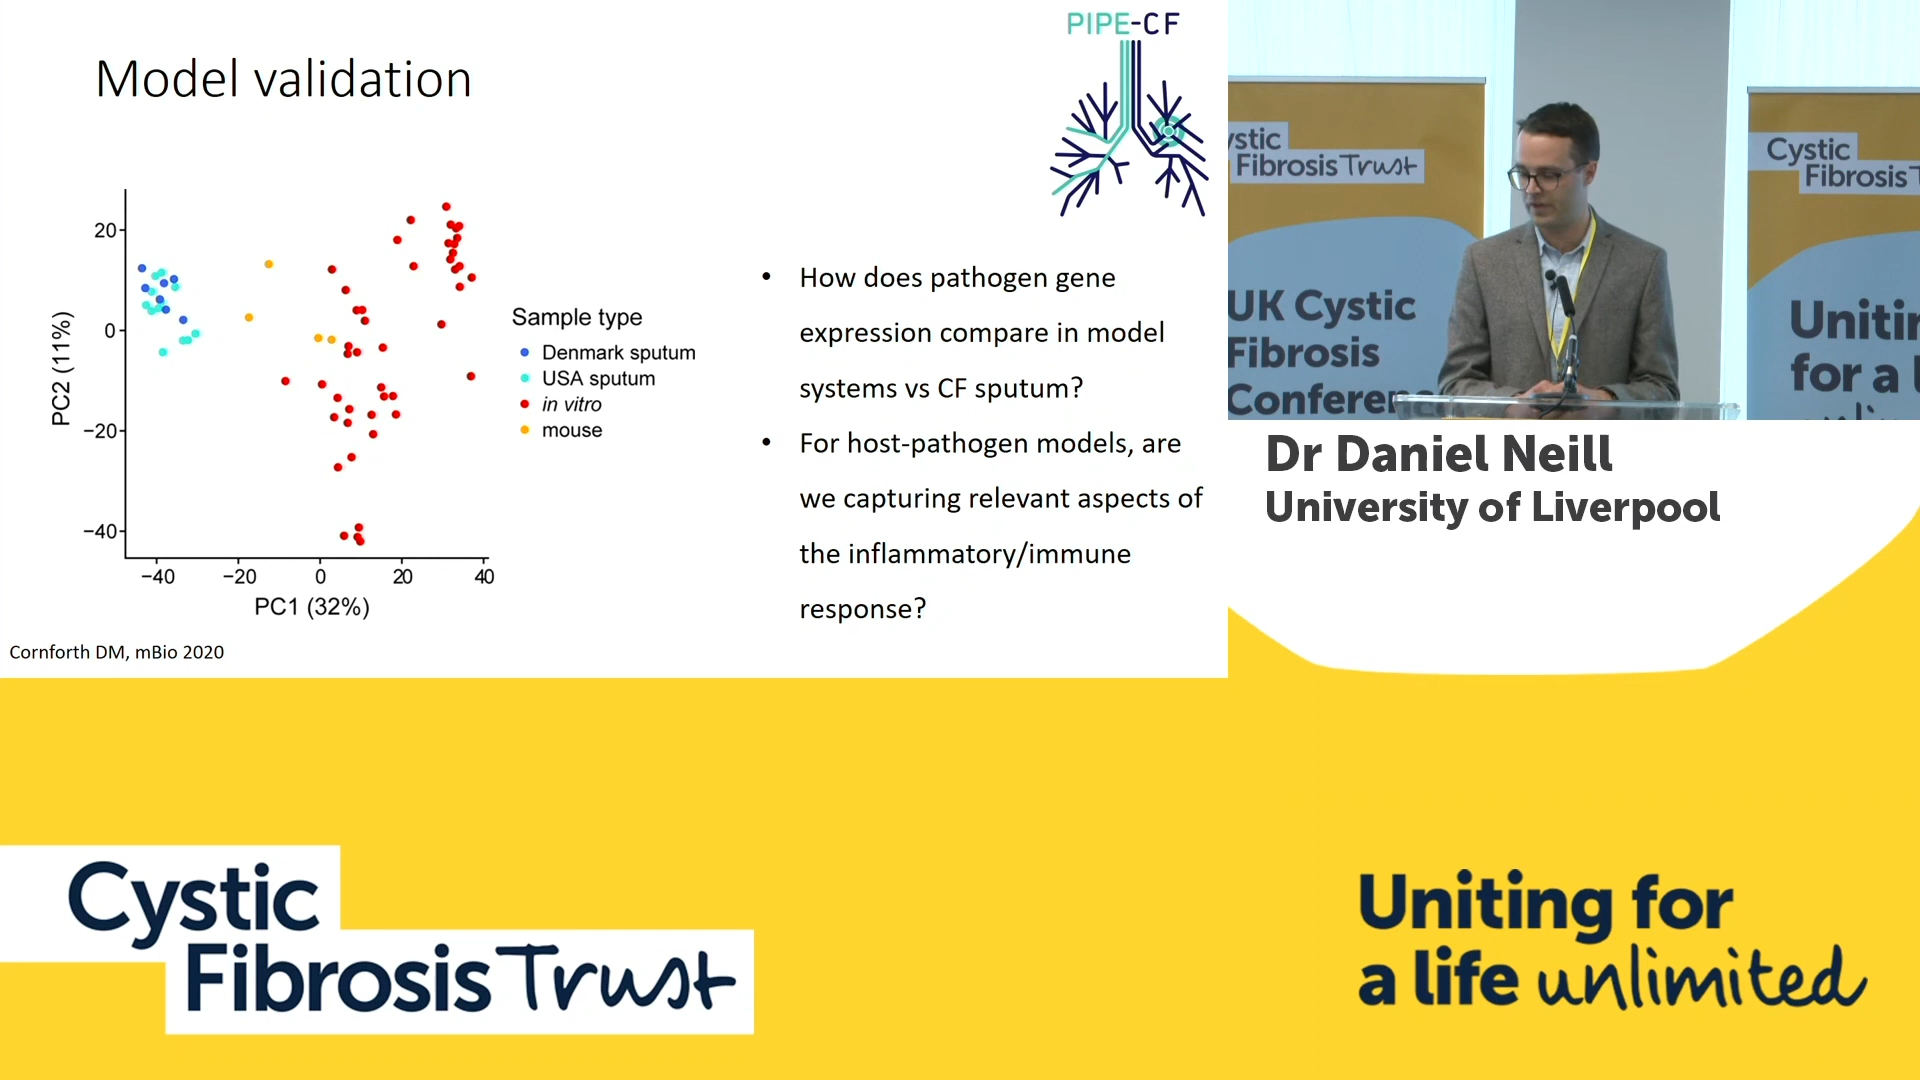 PIPE-CF
Model validation
20
0
−20
−40
PC2 (11%)
−40
−20
0
20
40
PC1 (32%)
Sample type
Denmark sputum
USA sputum
in vitro
mouse
Cornforth DM, mBio 2020
• How does pathogen gene
expression compare in model
systems vs CF sputum?
• For host-pathogen models, are
we capturing relevant aspects of
the inflammatory/immune
response?
ystic
Fibrosis Trust
UK Cystic
Fibrosis
Conferen
Cystic
Fibrosis T
Unitin
for a l
Dr Daniel Neill
University of Liverpool
Cystic
Fibrosis Trust
Uniting for
a life unlimited